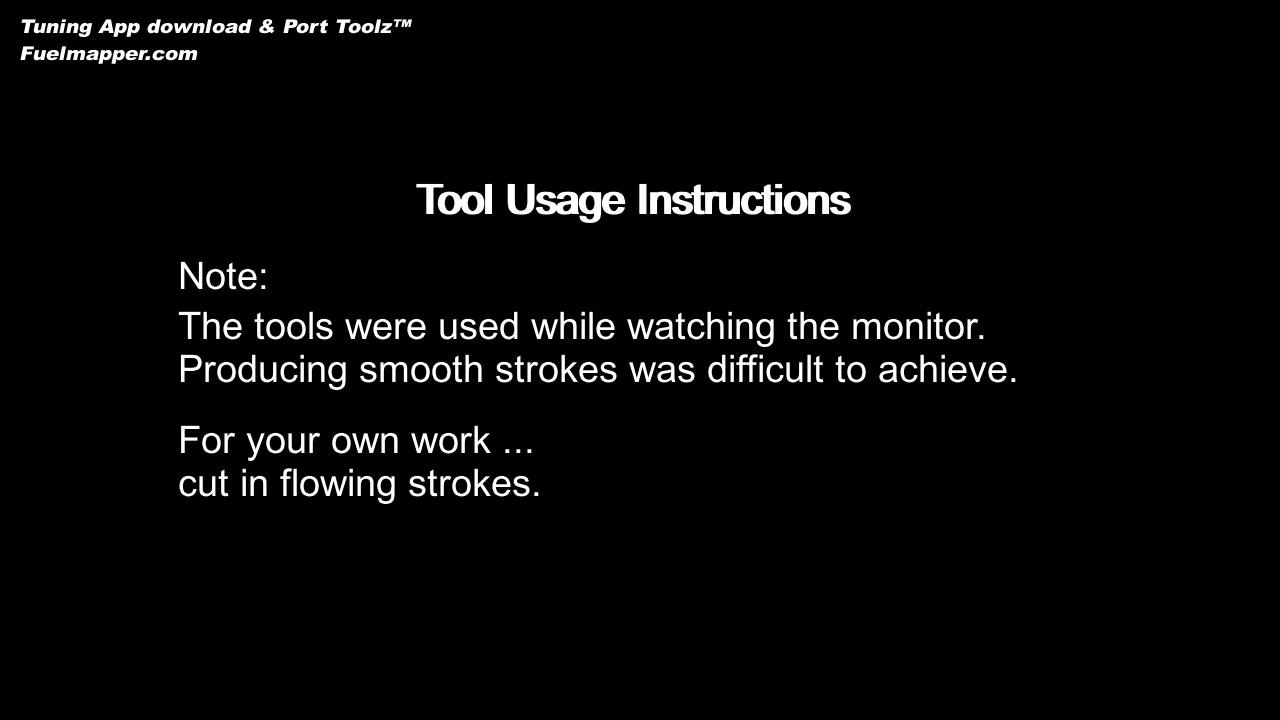 Tuning App download & Port Toolz™
Fuelmapper.com
Tool Usage Instructions
Note:
The tools were used while watching the monitor.
Producing smooth strokes was difficult to achieve.
For your own work ...
cut in flowing strokes.